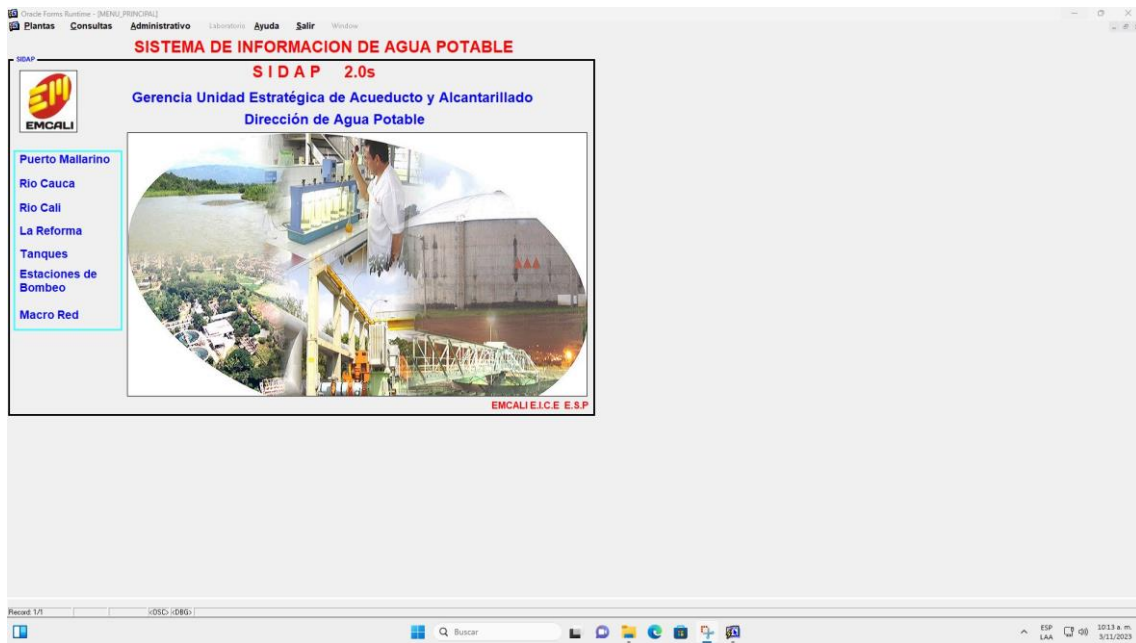 Oracle Forms Runtime - [MENU_PRINCIPAL]
Plantas Consultas Administrativo Laboratorio Ayuda Salir Window
SISTEMA DE INFORMACION DE AGUA POTABLE
SIDAP
S I D A P 2.0s
Gerencia Unidad Estratégica de Acueducto y Alcantarillado
Dirección de Agua Potable
EMCALI
Puerto Mallarino
Rio Cauca
Rio Cali
La Reforma
Tanques
Estaciones de
Bombeo
Macro Red
EMCALI E.I.C.E E.S.P
Record: 1/1 <OSC> <DBG>
Buscar
ESP
LAA
10:13 a. m.
3/11/2023